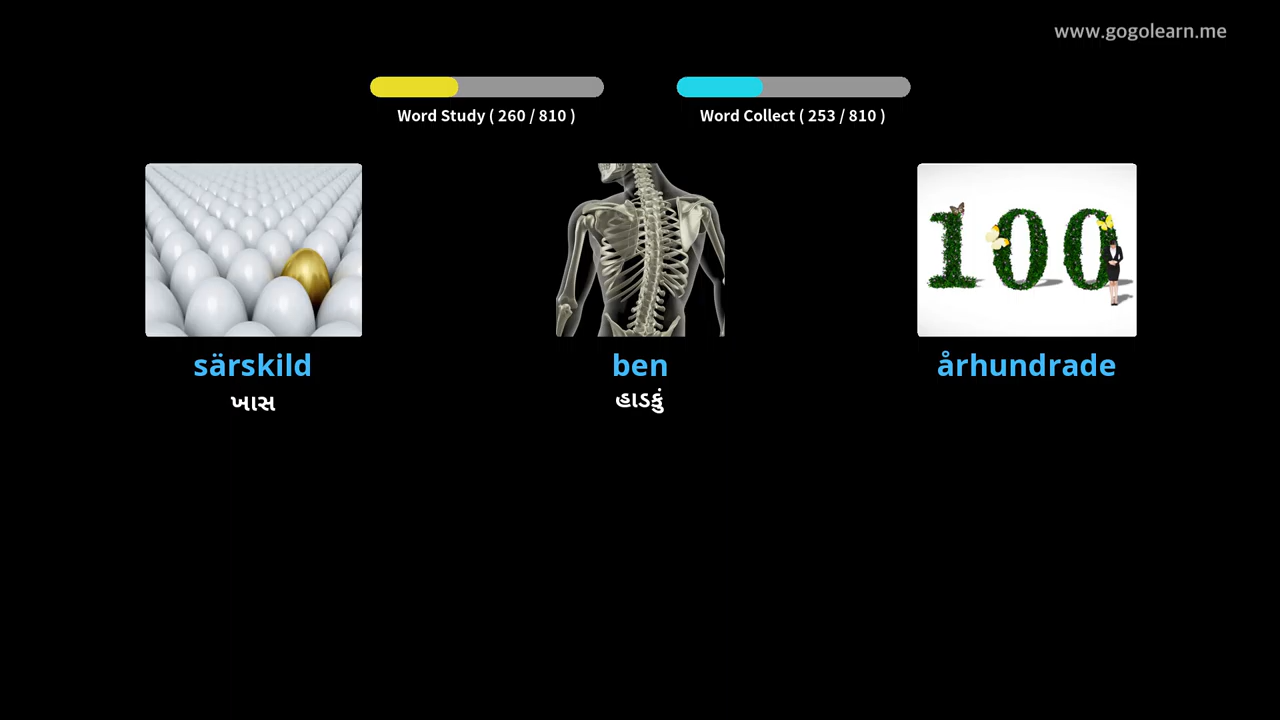 www.gogolearn.me
Word Study ( 260 / 810 )
Word Collect ( 253 / 810 )
100
särskild
ben
århundrade
ખાસ
હાડકું